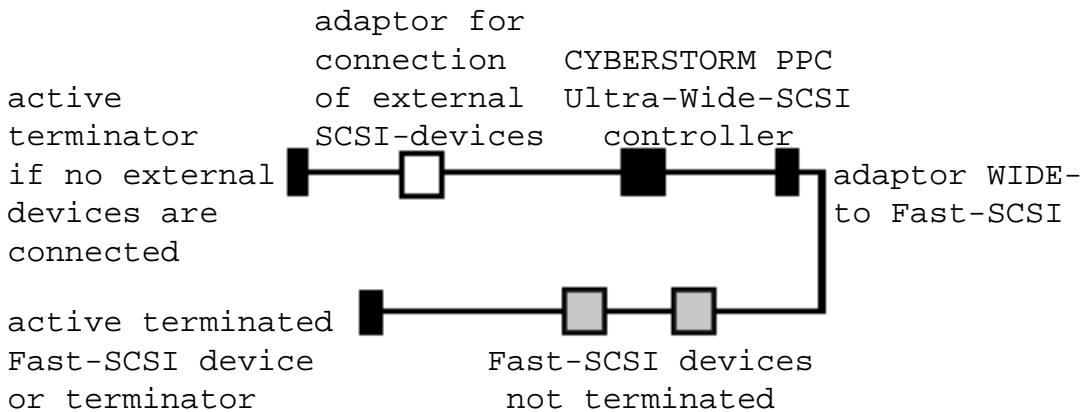 active
terminator
if no external
devices are
connected
adaptor for
connection
of external
SCSI-devices
CYBERSTORM PPC
Ultra-Wide-SCSI
controller
adaptor WIDE-
to Fast-SCSI
active terminated
Fast-SCSI device
or terminator
Fast-SCSI devices
not terminated